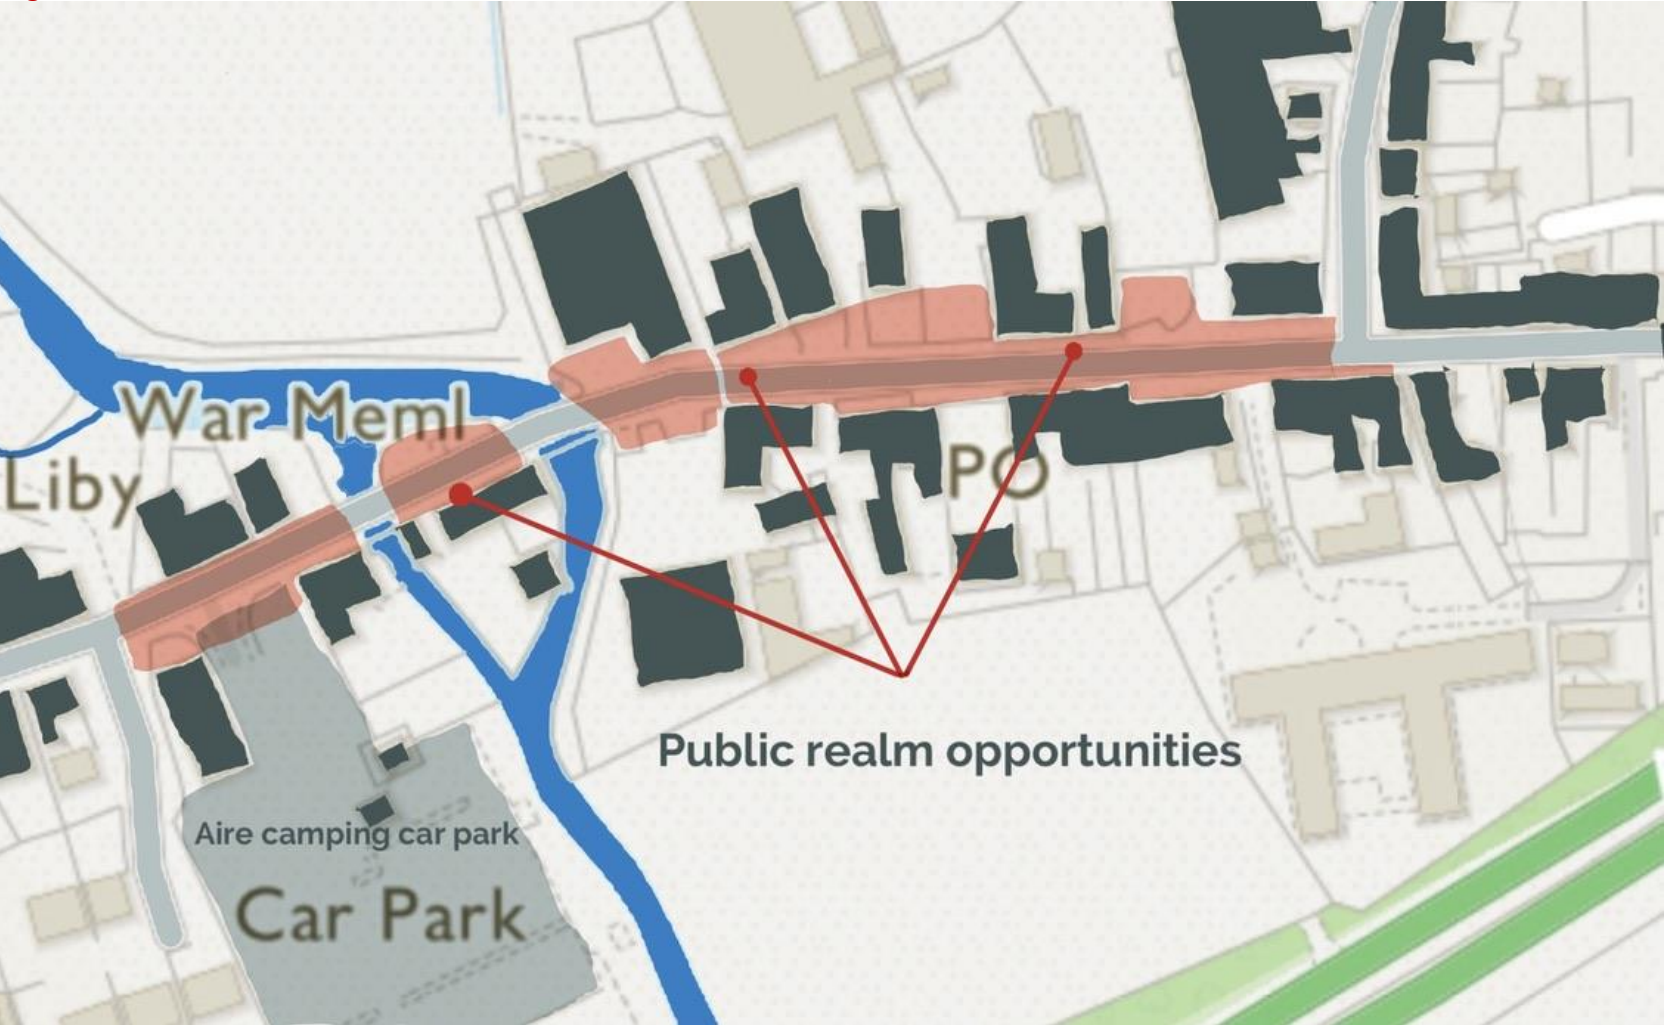 War Meml
Liby
PO
Public realm opportunities
Aire camping car park
Car Park